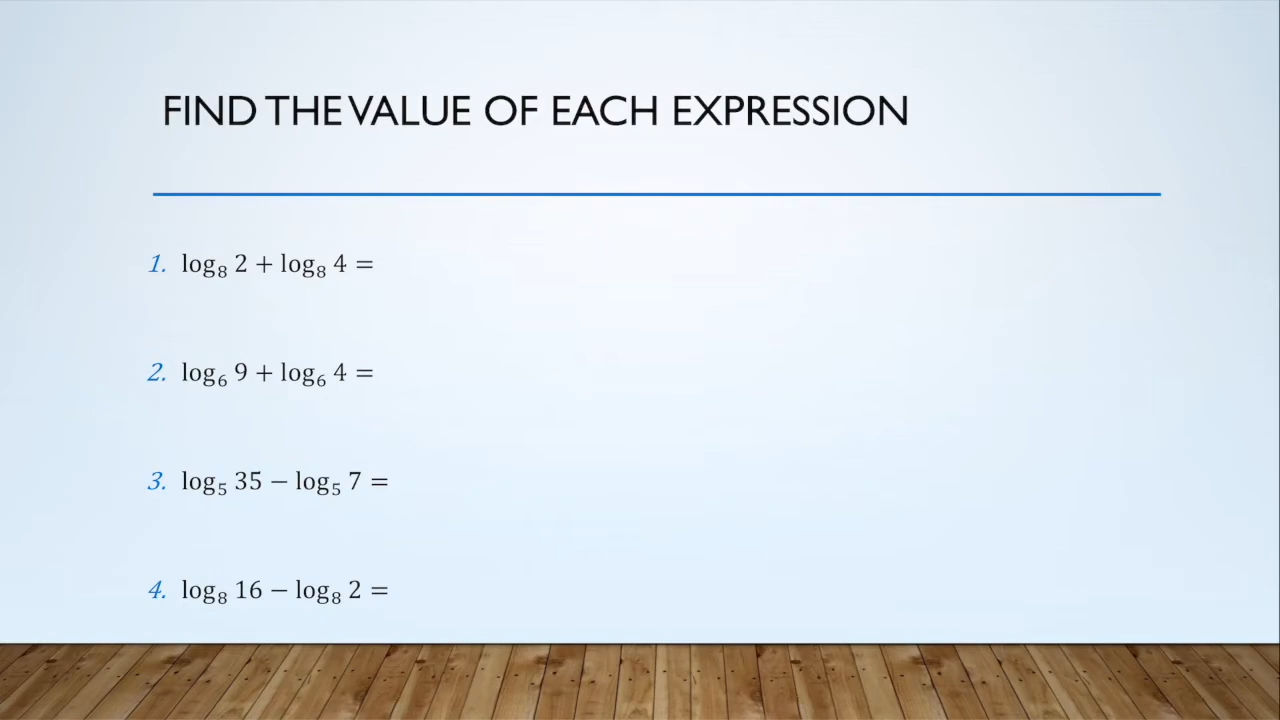 FIND THE VALUE OF EACH EXPRESSION
1. log₈ 2 + log₈ 4 =
2. log₆ 9 + log₆ 4 =
3. log₅ 35 − log₅ 7 =
4. log₈ 16 − log₈ 2 =